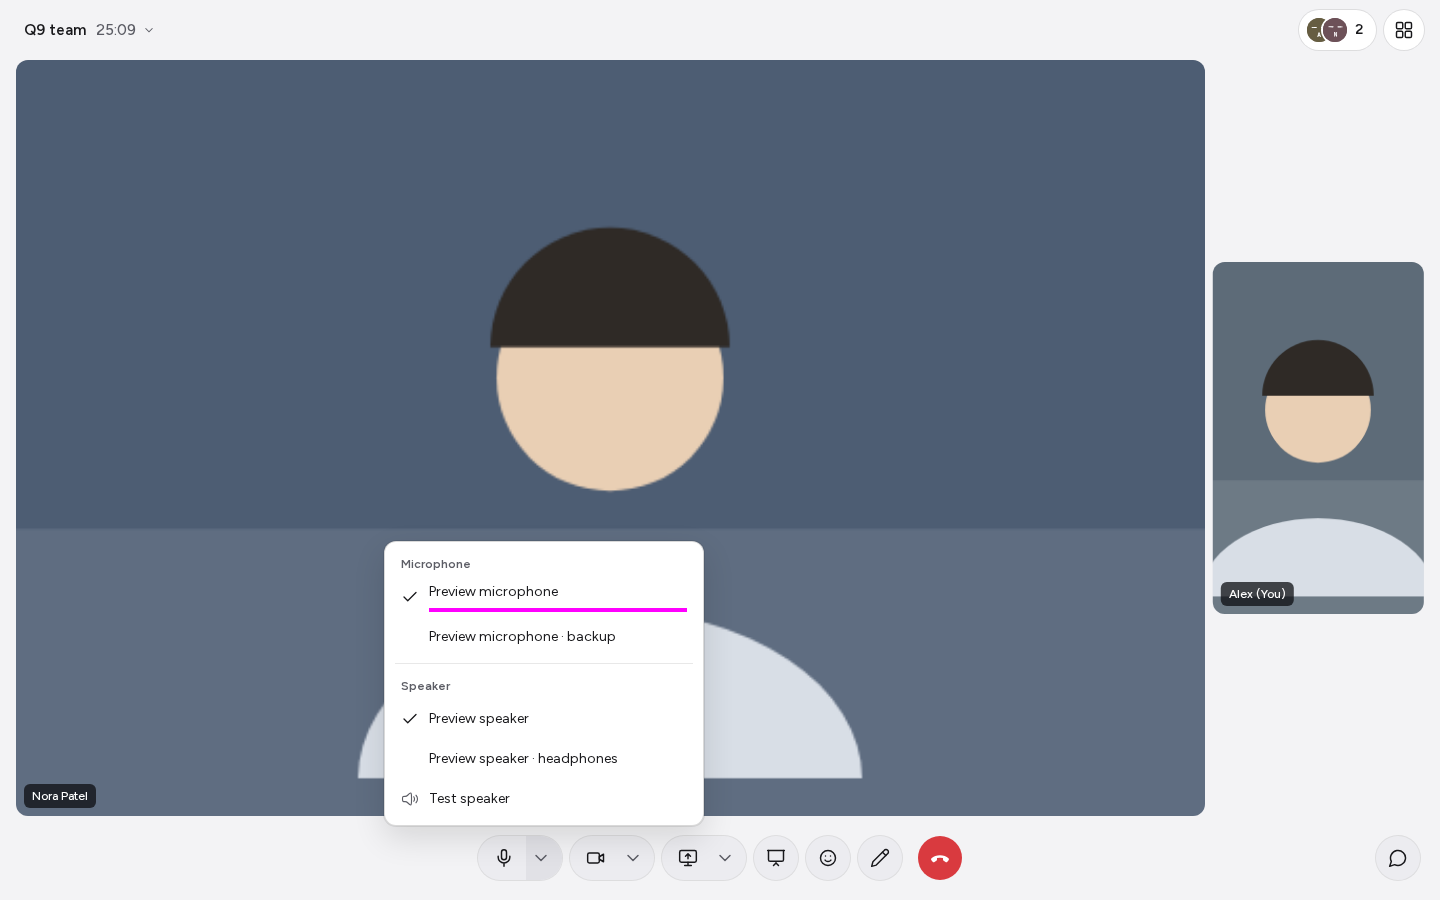 Q9 team 25:09
A N 2
Nora Patel
Alex (You)
Microphone
Preview microphone
Preview microphone · backup
Speaker
Preview speaker
Preview speaker · headphones
Test speaker